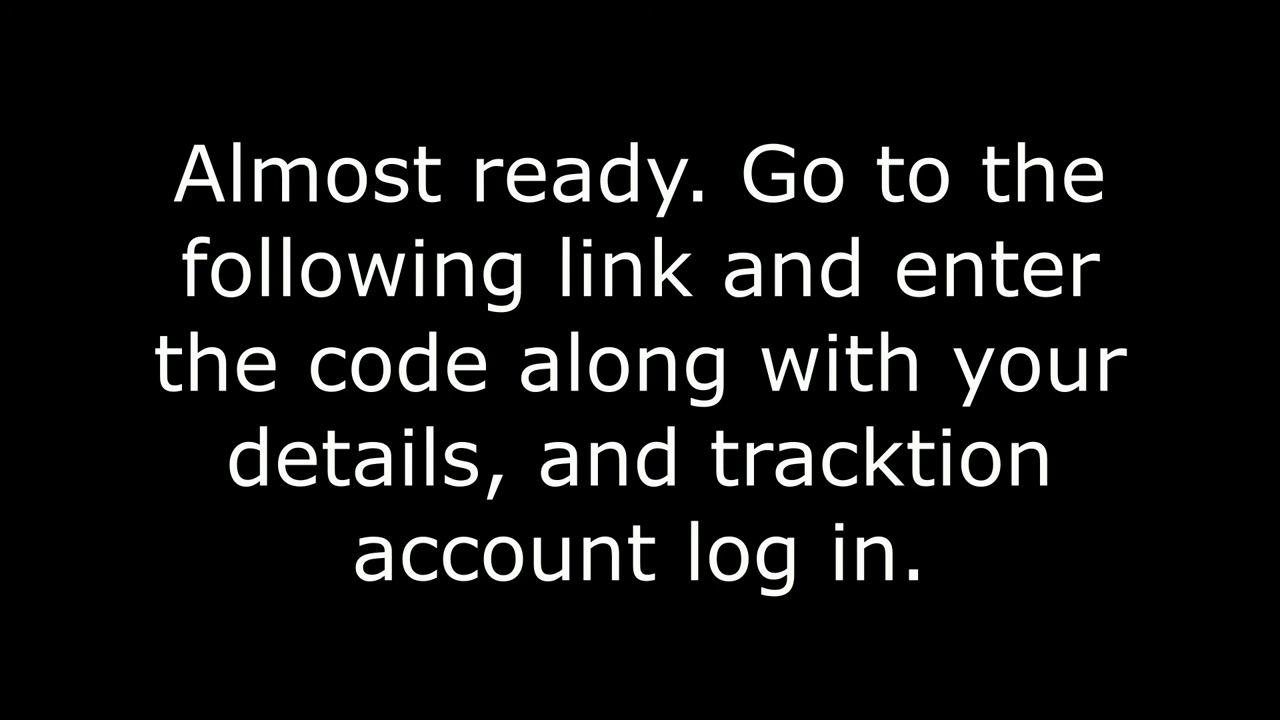 Almost ready. Go to the
following link and enter
the code along with your
details, and tracktion
account log in.